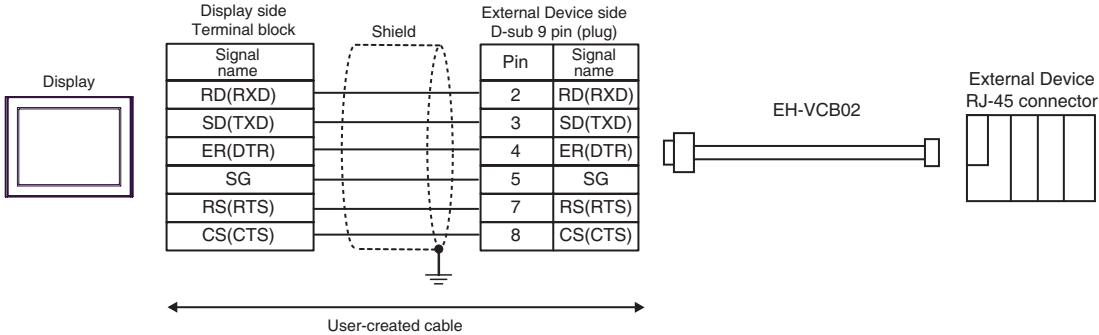 Display side
Terminal block
Shield
External Device side
D-sub 9 pin (plug)
Signal
name
Pin
Signal
name
Display
RD(RXD)
2
RD(RXD)
SD(TXD)
3
SD(TXD)
ER(DTR)
4
ER(DTR)
SG
5
SG
RS(RTS)
7
RS(RTS)
CS(CTS)
8
CS(CTS)
EH-VCB02
External Device
RJ-45 connector
User-created cable